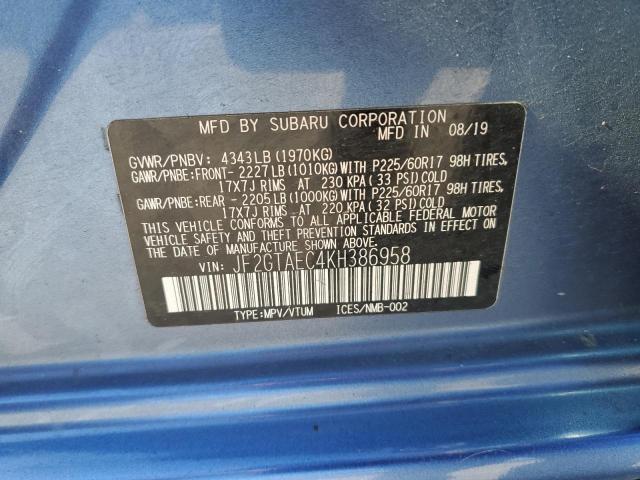 MFD BY SUBARU CORPORATION
MFD IN 08/19
GVWR/PNBV: 4343LB(1970KG)
GAWR/PNBE:FRONT- 2227LB(1010KG)WITH P225/60R17 98H TIRES,
17X7J RIMS AT 230 KPA(33 PSI)COLD
GAWR/PNBE:REAR - 2205LB(1000KG)WITH P225/60R17 98H TIRES,
17X7J RIMS AT 220 KPA(32 PSI)COLD
THIS VEHICLE CONFORMS TO ALL APPLICABLE FEDERAL MOTOR
VEHICLE SAFETY AND THEFT PREVENTION STANDARDS IN EFFECT ON
THE DATE OF MANUFACTURE SHOWN ABOVE.
VIN: JF2GTAEC4KH386958
TYPE:MPV/VTUM ICES/NMB-002